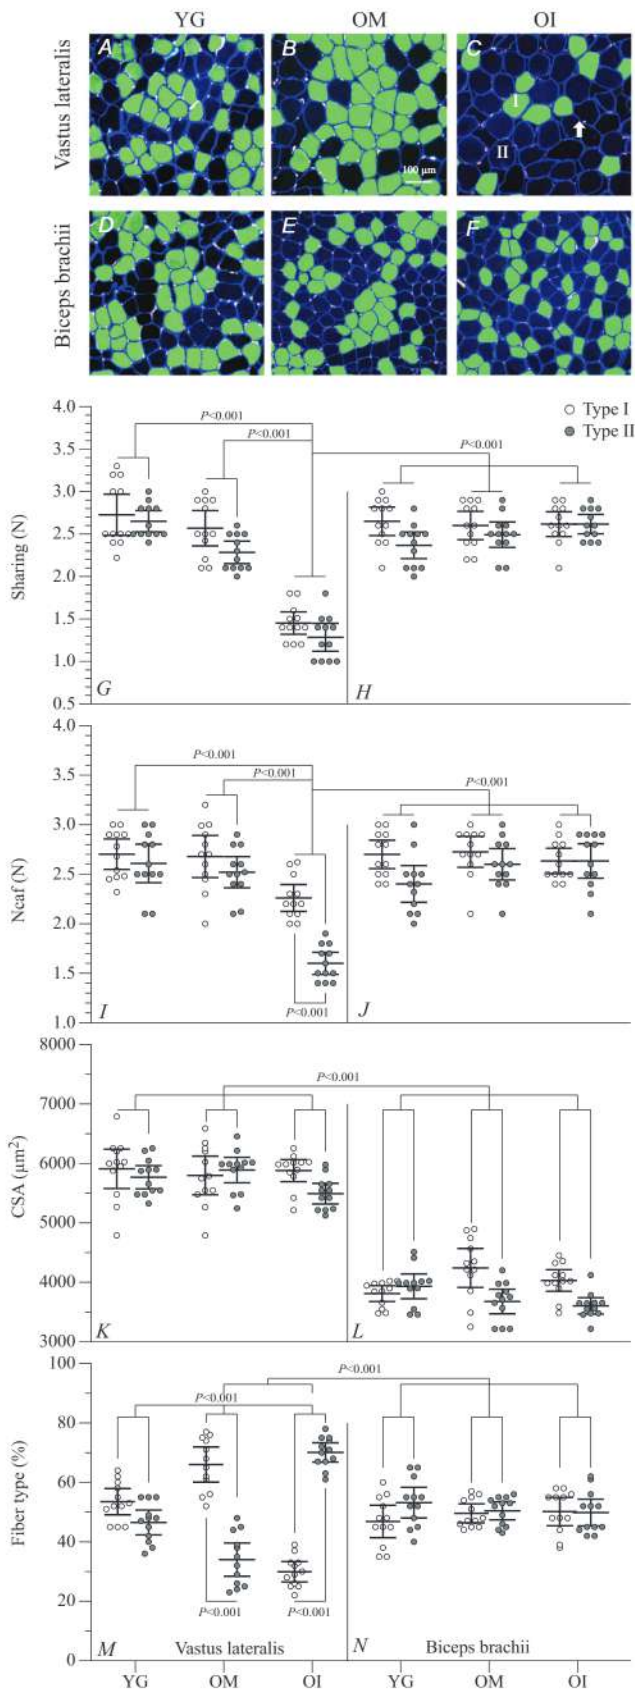 YG OM OI
Vastus lateralis
A B C
I
II
100 µm
Biceps brachii
D E F
Type I
Type II
4.0
3.5
3.0
2.5
2.0
1.5
1.0
0.5
Sharing (N)
P<0.001
P<0.001
P<0.001
G H
4.0
3.5
3.0
2.5
2.0
1.5
1.0
Ncaf (N)
P<0.001
P<0.001
P<0.001
P<0.001
I J
8000
7000
6000
5000
4000
3000
CSA (µm²)
P<0.001
K L
100
80
60
40
20
0
Fiber type (%)
P<0.001
P<0.001
P<0.001
P<0.001
M Vastus lateralis N Biceps brachii
YG OM OI YG OM OI